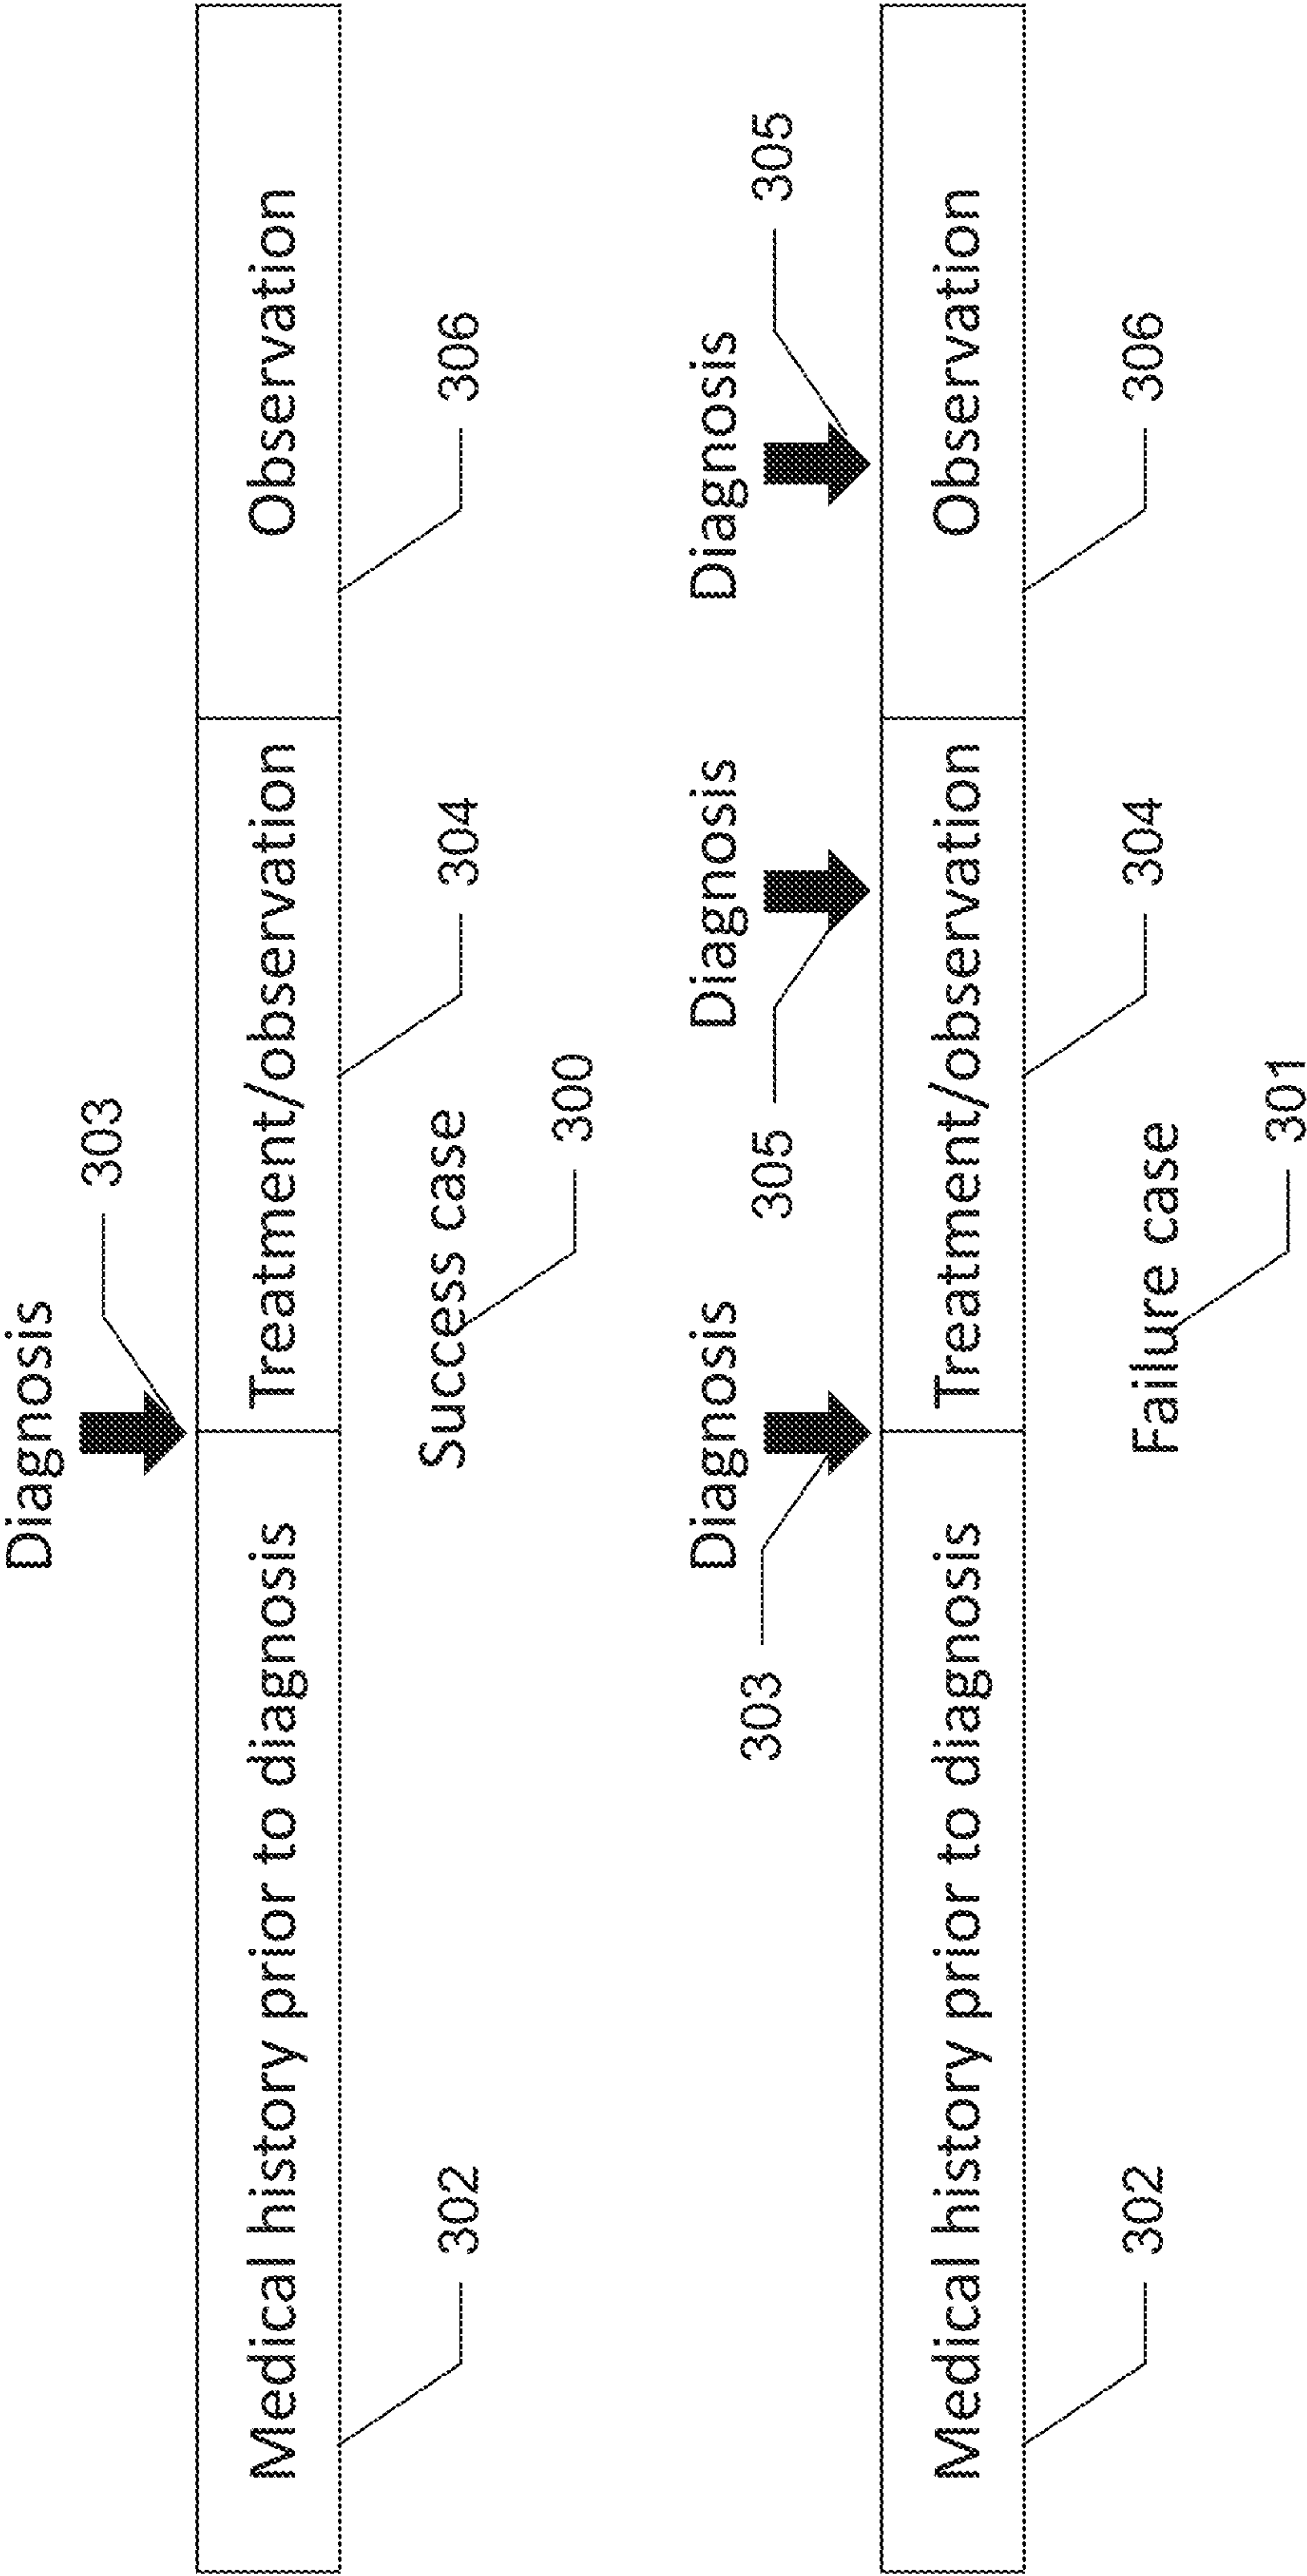 Diagnosis
303
Medical history prior to diagnosis
Treatment/observation
Observation
302
304
306
Success case
300
Diagnosis
Diagnosis
Diagnosis
303
305
305
Medical history prior to diagnosis
Treatment/observation
Observation
302
304
306
Failure case
301